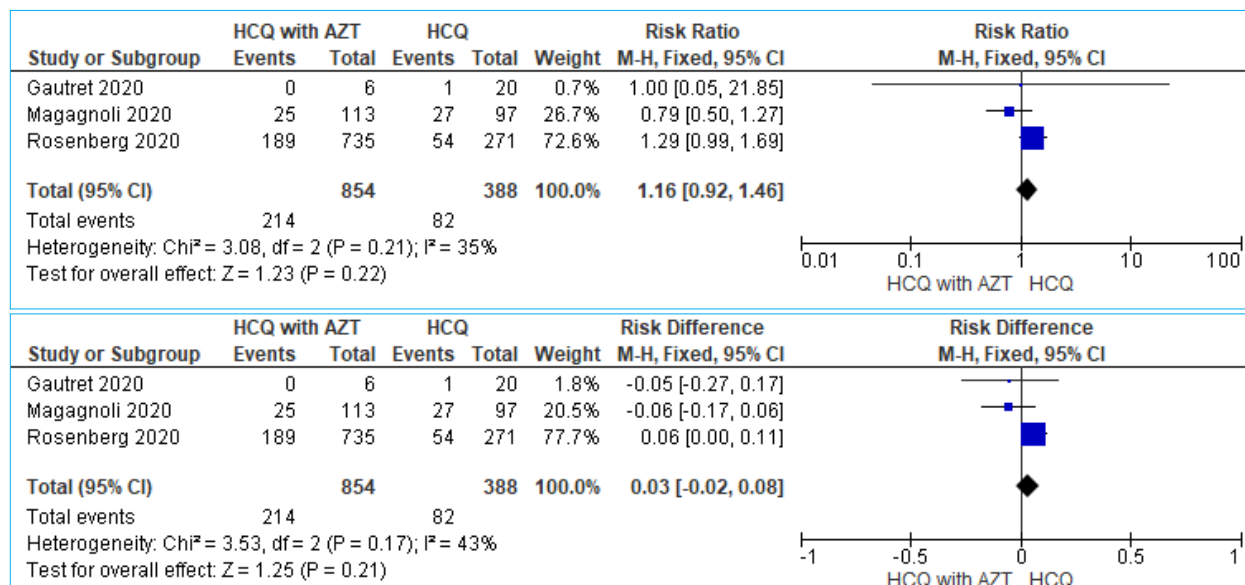 HCQ with AZT HCQ Risk Ratio Risk Ratio
Study or Subgroup Events Total Events Total Weight M-H, Fixed, 95% CI M-H, Fixed, 95% CI
Gautret 2020 0 6 1 20 0.7% 1.00 [0.05, 21.85]
Magagnoli 2020 25 113 27 97 26.7% 0.79 [0.50, 1.27]
Rosenberg 2020 189 735 54 271 72.6% 1.29 [0.99, 1.69]
Total (95% CI) 854 388 100.0% 1.16 [0.92, 1.46]
Total events 214 82
Heterogeneity: Chi² = 3.08, df = 2 (P = 0.21); I² = 35%
Test for overall effect: Z = 1.23 (P = 0.22)
0.01 0.1 1 10 100
HCQ with AZT HCQ
HCQ with AZT HCQ Risk Difference Risk Difference
Study or Subgroup Events Total Events Total Weight M-H, Fixed, 95% CI M-H, Fixed, 95% CI
Gautret 2020 0 6 1 20 1.8% -0.05 [-0.27, 0.17]
Magagnoli 2020 25 113 27 97 20.5% -0.06 [-0.17, 0.06]
Rosenberg 2020 189 735 54 271 77.7% 0.06 [0.00, 0.11]
Total (95% CI) 854 388 100.0% 0.03 [-0.02, 0.08]
Total events 214 82
Heterogeneity: Chi² = 3.53, df = 2 (P = 0.17); I² = 43%
Test for overall effect: Z = 1.25 (P = 0.21)
-1 -0.5 0 0.5 1
HCQ with AZT HCQ